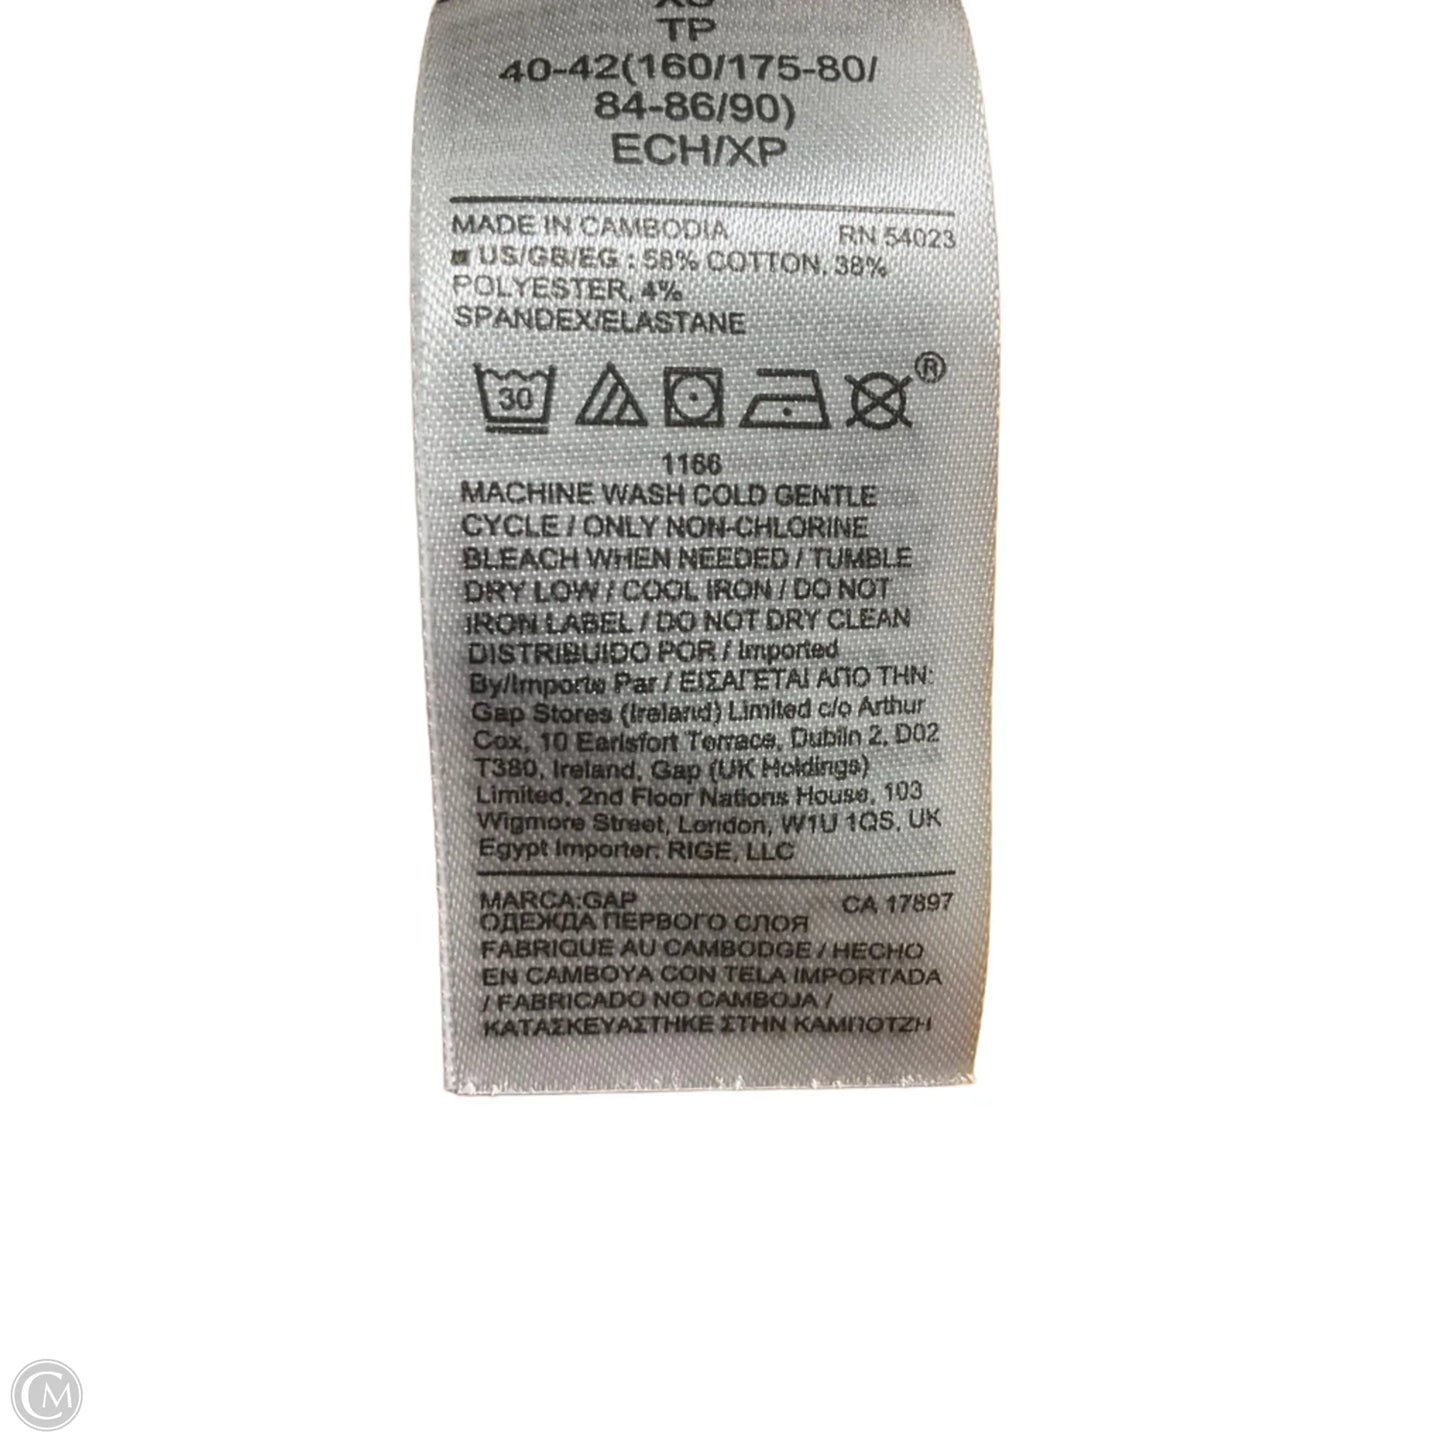 XS
TP
40-42(160/175-80/
84-86/90)
ECH/XP
MADE IN CAMBODIA RN 54023
■ US/GB/EG : 58% COTTON, 38%
POLYESTER, 4%
SPANDEX/ELASTANE
30 ®
1166
MACHINE WASH COLD GENTLE
CYCLE / ONLY NON-CHLORINE
BLEACH WHEN NEEDED / TUMBLE
DRY LOW / COOL IRON / DO NOT
IRON LABEL / DO NOT DRY CLEAN
DISTRIBUIDO POR / Imported
By/Importe Par / ΕΙΣΑΓΕΤΑΙ ΑΠΟ ΤΗΝ:
Gap Stores (Ireland) Limited c/o Arthur
Cox, 10 Earlsfort Terrace, Dublin 2, D02
T380, Ireland, Gap (UK Holdings)
Limited, 2nd Floor Nations House, 103
Wigmore Street, London, W1U 1QS, UK
Egypt Importer: RIGE, LLC
MARCA:GAP CA 17897
ОДЕЖДА ПЕРВОГО СЛОЯ
FABRIQUE AU CAMBODGE / HECHO
EN CAMBOYA CON TELA IMPORTADA
/ FABRICADO NO CAMBOJA /
ΚΑΤΑΣΚΕΥΑΣΤΗΚΕ ΣΤΗΝ ΚΑΜΠΟΤΖΗ
CM